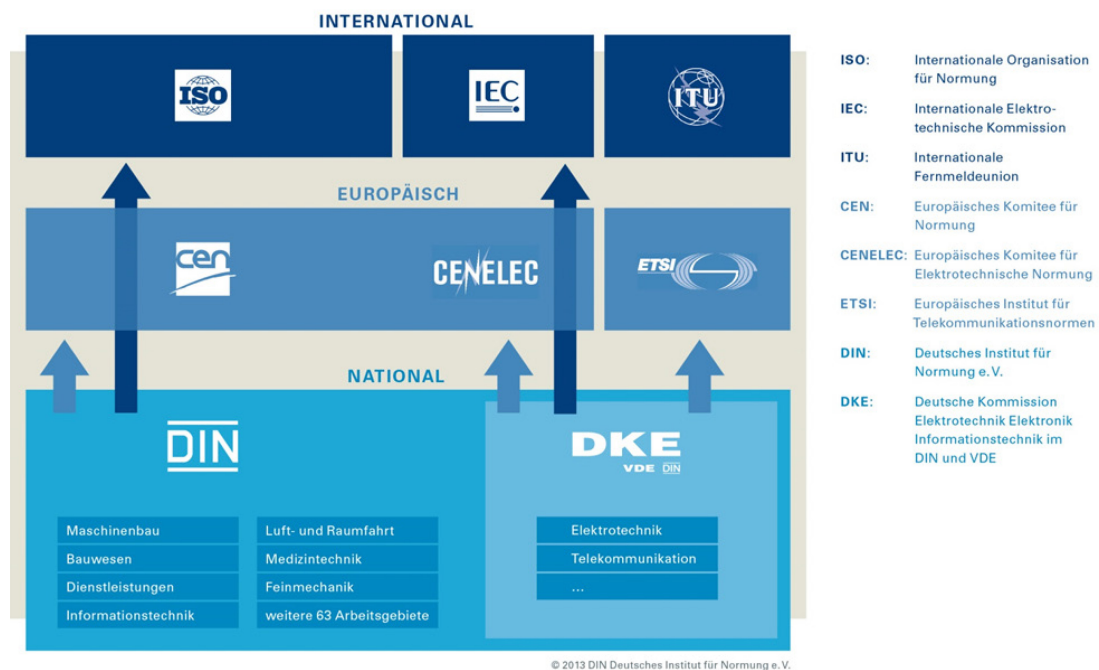 INTERNATIONAL
ISO
IEC
ITU
EUROPÄISCH
cen
CENELEC
ETSI
NATIONAL
DIN
DKE
VDE DIN
Maschinenbau
Bauwesen
Dienstleistungen
Informationstechnik
Luft- und Raumfahrt
Medizintechnik
Feinmechanik
weitere 63 Arbeitsgebiete
Elektrotechnik
Telekommunikation
...
ISO: Internationale Organisation
für Normung
IEC: Internationale Elektro-
technische Kommission
ITU: Internationale
Fernmeldeunion
CEN: Europäisches Komitee für
Normung
CENELEC: Europäisches Komitee für
Elektrotechnische Normung
ETSI: Europäisches Institut für
Telekommunikationsnormen
DIN: Deutsches Institut für
Normung e. V.
DKE: Deutsche Kommission
Elektrotechnik Elektronik
Informationstechnik im
DIN und VDE
© 2013 DIN Deutsches Institut für Normung e. V.